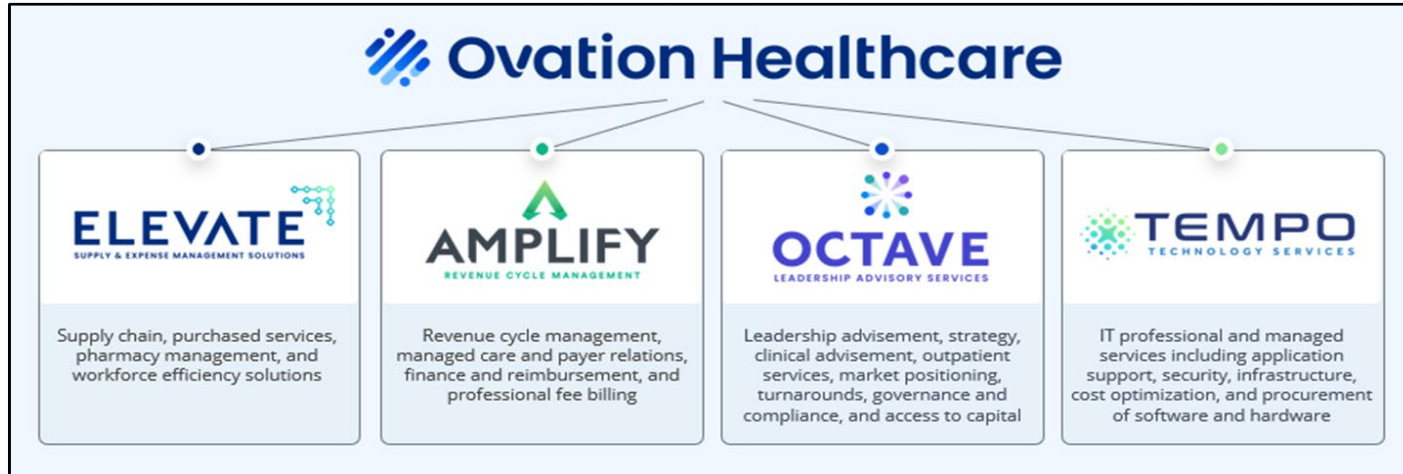 Ovation Healthcare
ELEVATE
SUPPLY & EXPENSE MANAGEMENT SOLUTIONS
Supply chain, purchased services,
pharmacy management, and
workforce efficiency solutions
AMPLIFY
REVENUE CYCLE MANAGEMENT
Revenue cycle management,
managed care and payer relations,
finance and reimbursement, and
professional fee billing
OCTAVE
LEADERSHIP ADVISORY SERVICES
Leadership advisement, strategy,
clinical advisement, outpatient
services, market positioning,
turnarounds, governance and
compliance, and access to capital
TEMPO
TECHNOLOGY SERVICES
IT professional and managed
services including application
support, security, infrastructure,
cost optimization, and procurement
of software and hardware